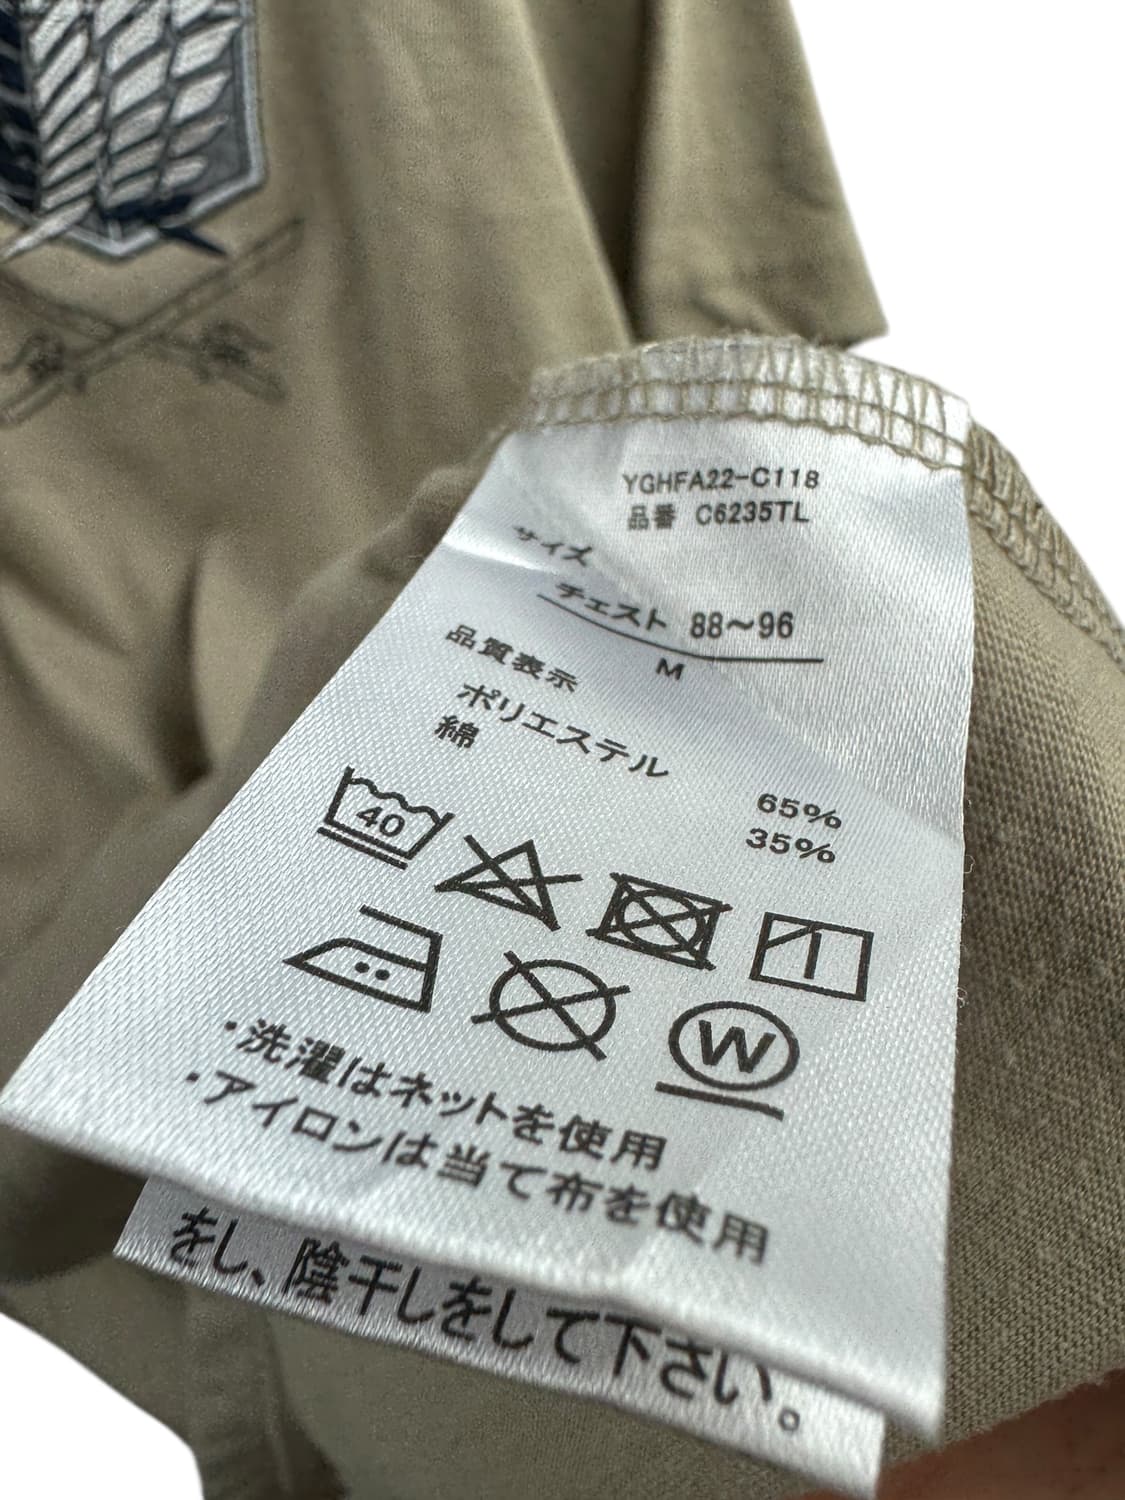 YGHFA22-C118
品番 C6235TL
サイズ
チェスト 88～96
M
品質表示
ポリエステル 65%
綿 35%
40
W
・洗濯はネットを使用
・アイロンは当て布を使用
をし、陰干しをして下さい。